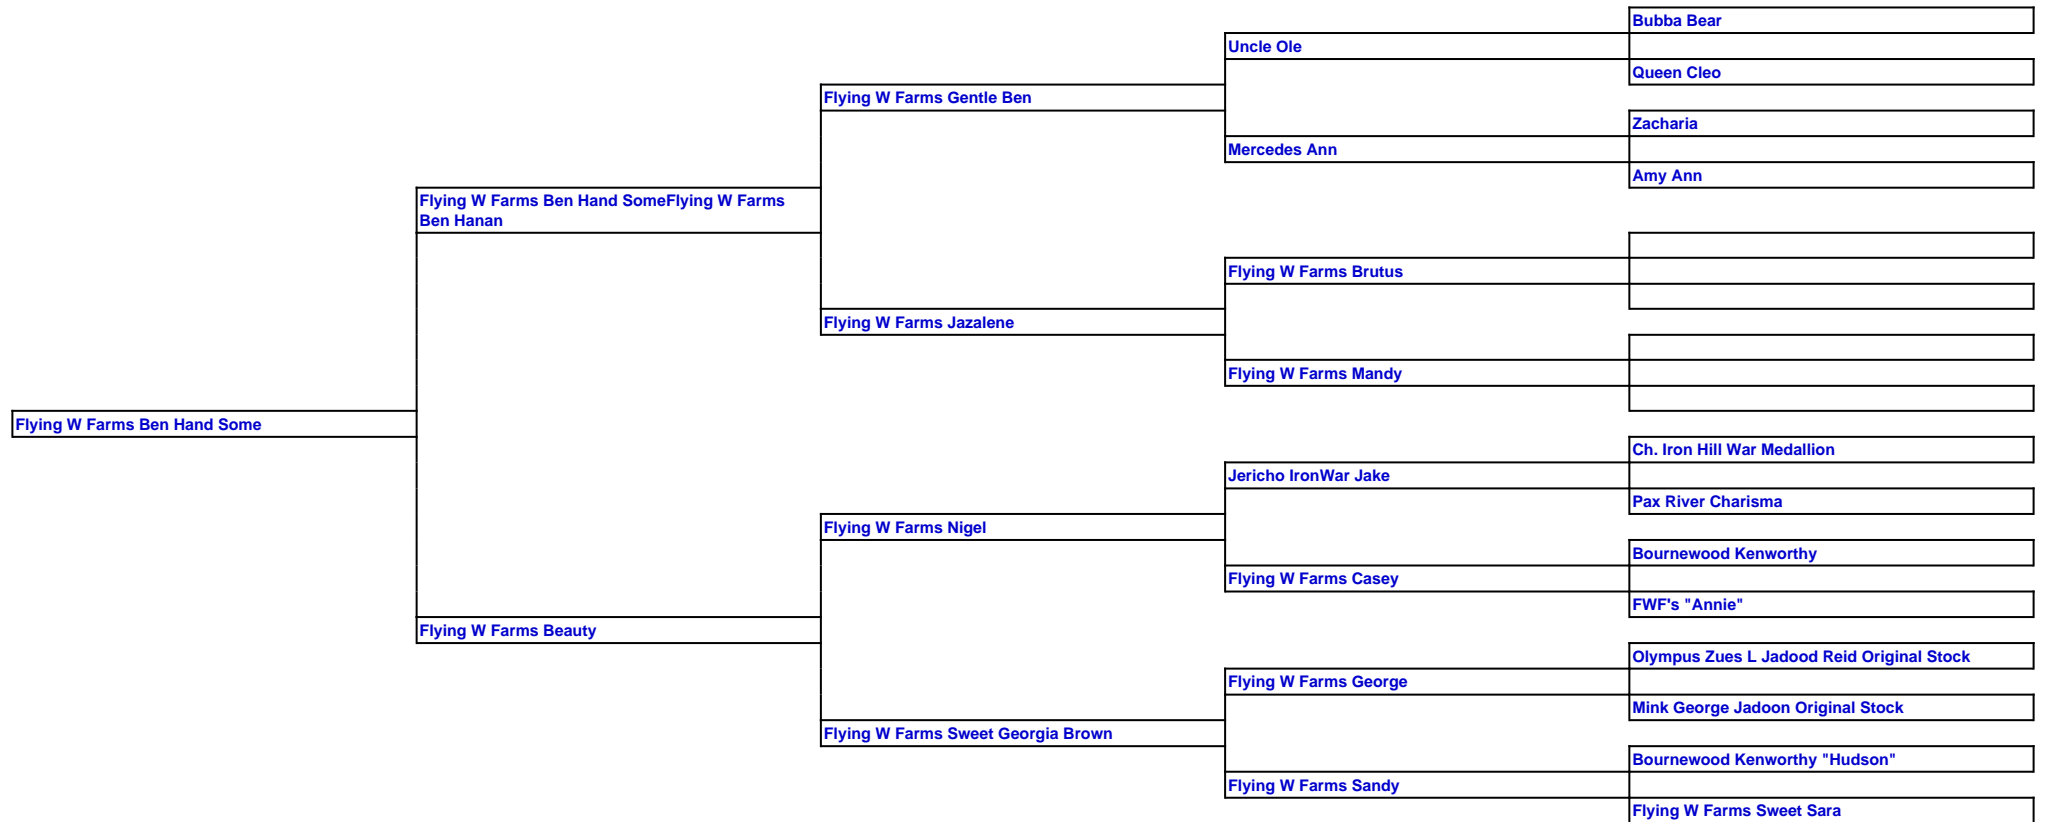 Bubba Bear
Uncle Ole
Queen Cleo
Flying W Farms Gentle Ben
Zacharia
Mercedes Ann
Amy Ann
Flying W Farms Ben Hand SomeFlying W Farms
Ben Hanan
Flying W Farms Brutus
Flying W Farms Jazalene
Flying W Farms Mandy
Flying W Farms Ben Hand Some
Ch. Iron Hill War Medallion
Jericho IronWar Jake
Pax River Charisma
Flying W Farms Nigel
Bournewood Kenworthy
Flying W Farms Casey
FWF's "Annie"
Flying W Farms Beauty
Olympus Zues L Jadood Reid Original Stock
Flying W Farms George
Mink George Jadoon Original Stock
Flying W Farms Sweet Georgia Brown
Bournewood Kenworthy "Hudson"
Flying W Farms Sandy
Flying W Farms Sweet Sara